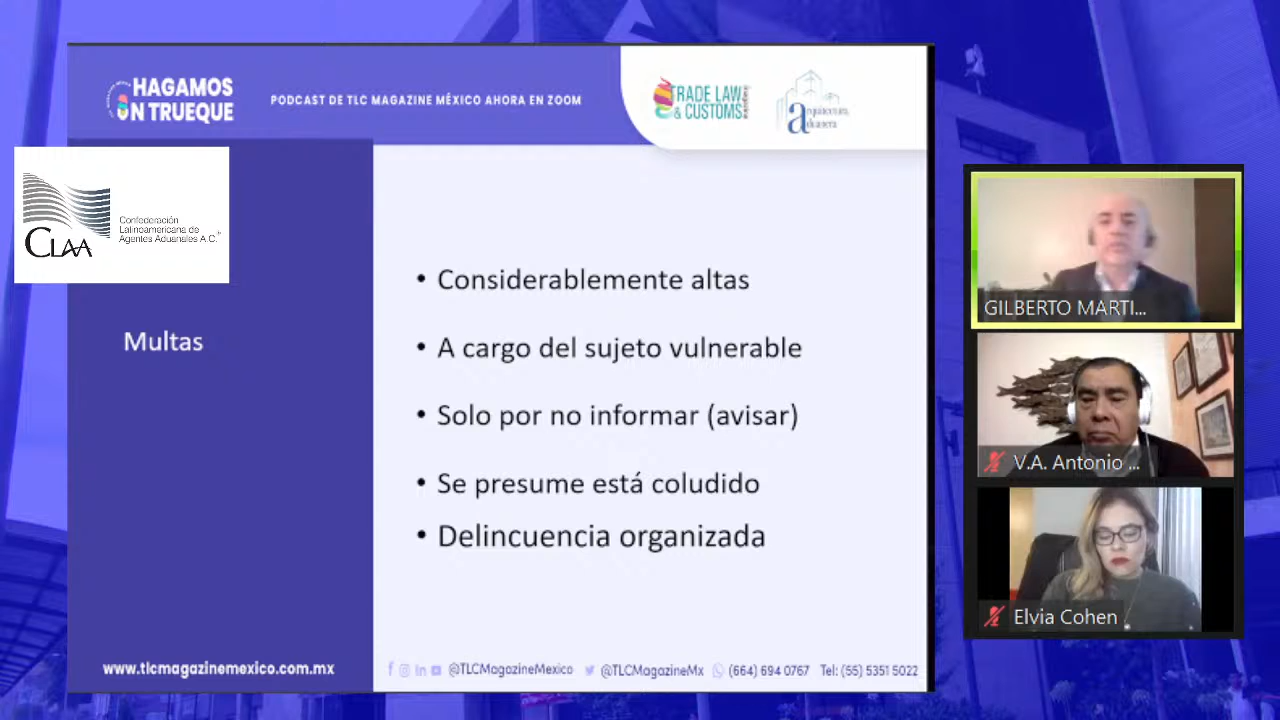 HAGAMOS
UN TRUEQUE
PODCAST DE TLC MAGAZINE MÉXICO AHORA EN ZOOM
TRADE LAW
& CUSTOMS
arquitectura
aduanera
CLAA
Confederación
Latinoamericana de
Agentes Aduanales A.C.
Multas
• Considerablemente altas
• A cargo del sujeto vulnerable
• Solo por no informar (avisar)
• Se presume está coludido
• Delincuencia organizada
GILBERTO MARTI...
V.A. Antonio ...
Elvia Cohen
www.tlcmagazinemexico.com.mx
@TLCMagazineMexico
@TLCMagazineMx
(664) 694 0767
Tel: (55) 5351 5022